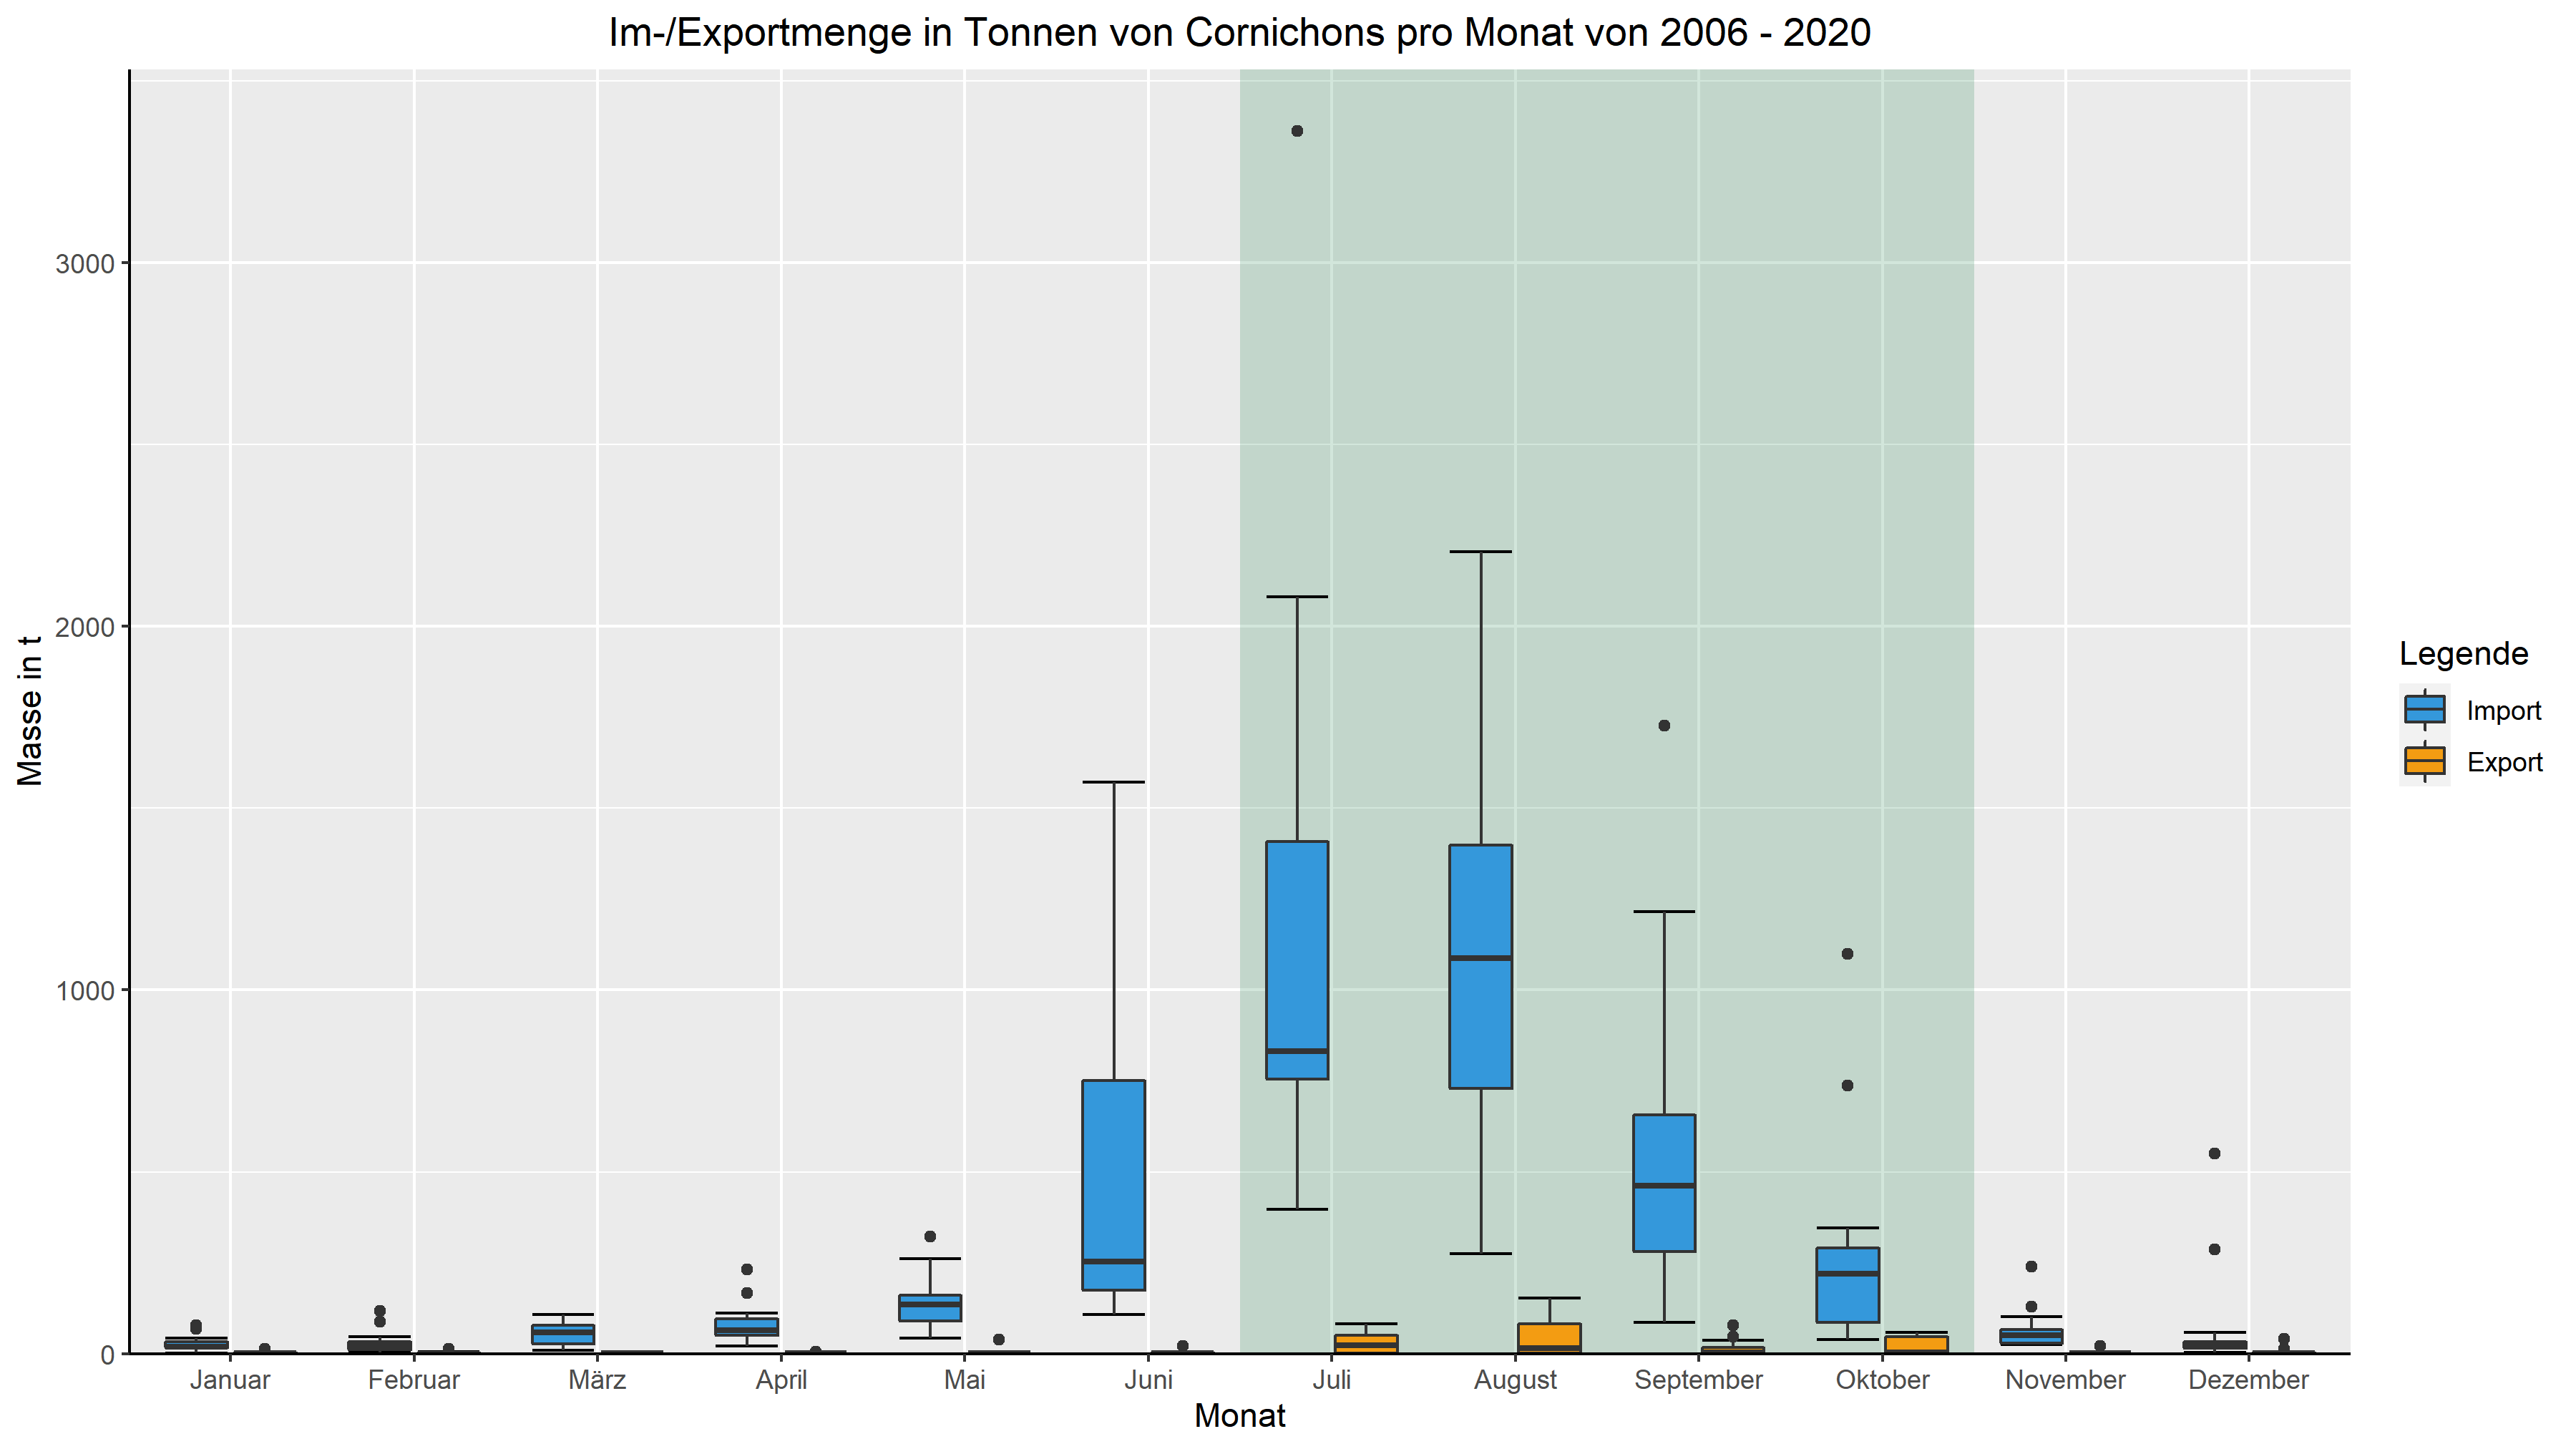 Im-/Exportmenge in Tonnen von Cornichons pro Monat von 2006 - 2020
Masse in t
3000
2000
1000
0
Januar
Februar
März
April
Mai
Juni
Juli
August
September
Oktober
November
Dezember
Monat
Legende
Import
Export